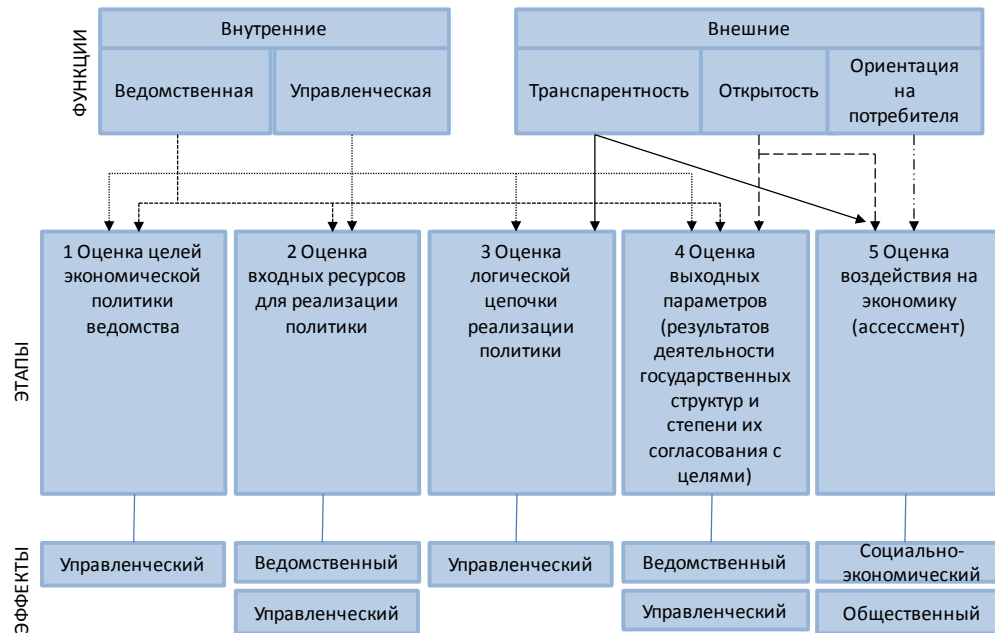 ФУНКЦИИ
Внутренние
Ведомственная
Управленческая
Внешние
Транспарентность
Открытость
Ориентация
на
потребителя
ЭТАПЫ
1 Оценка целей
экономической
политики
ведомства
2 Оценка
входных ресурсов
для реализации
политики
3 Оценка
логической
цепочки
реализации
политики
4 Оценка
выходных
параметров
(результатов
деятельности
государственных
структур и
степени их
согласования с
целями)
5 Оценка
воздействия на
экономику
(ассессмент)
ЭФФЕКТЫ
Управленческий
Ведомственный
Управленческий
Управленческий
Ведомственный
Управленческий
Социально-
экономический
Общественный